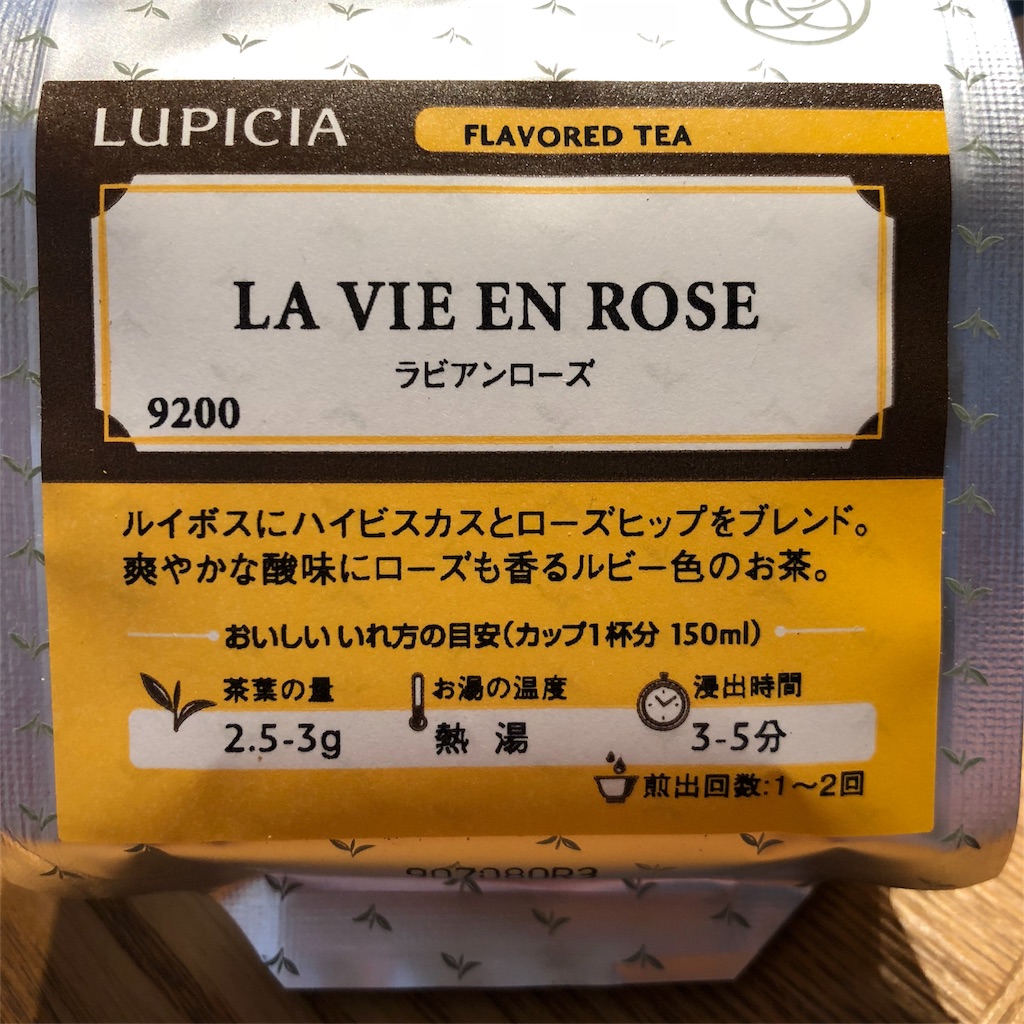 LUPICIA
FLAVORED TEA
LA VIE EN ROSE
ラビアンローズ
9200
ルイボスにハイビスカスとローズヒップをブレンド。
爽やかな酸味にローズも香るルビー色のお茶。
おいしい いれ方の目安(カップ1杯分 150ml)
茶葉の量 お湯の温度 浸出時間
2.5-3g 熱湯 3-5分
煎出回数:1〜2回